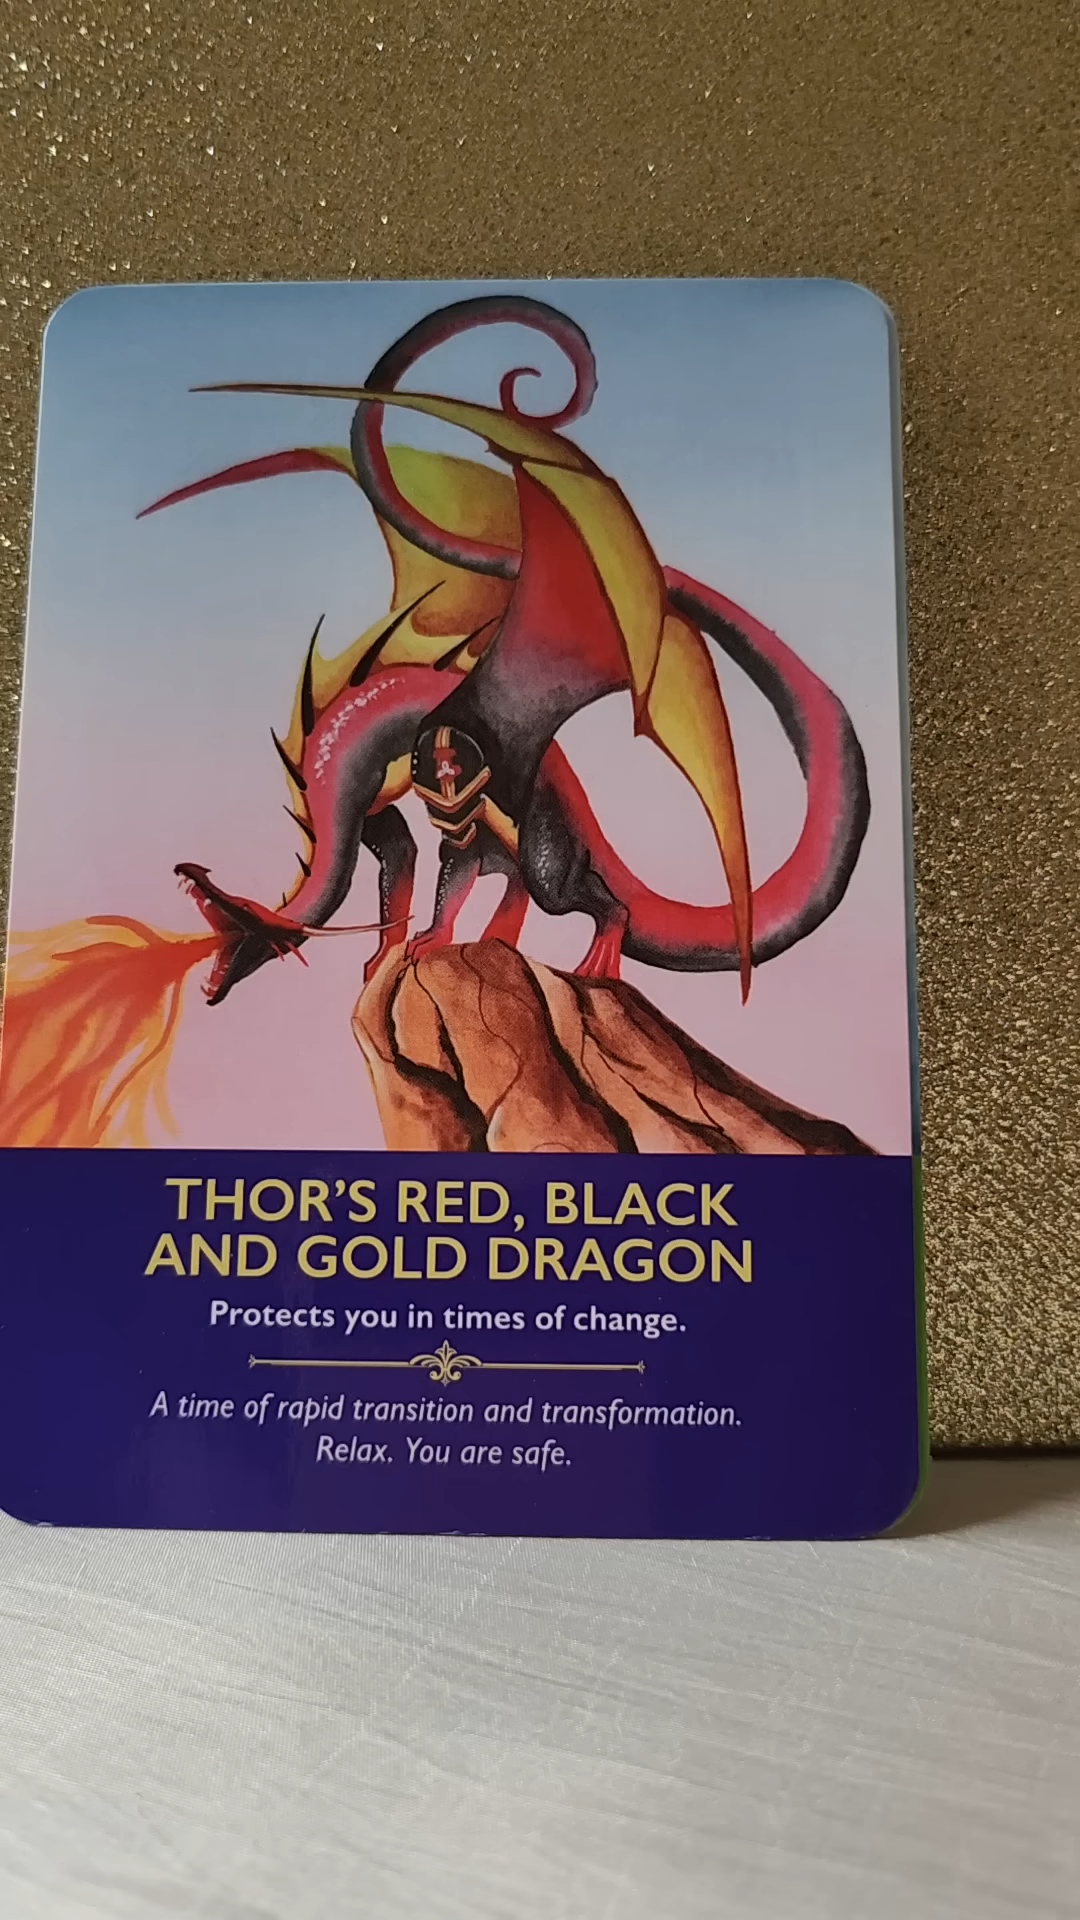 THOR'S RED, BLACK
AND GOLD DRAGON
Protects you in times of change.
A time of rapid transition and transformation.
Relax. You are safe.